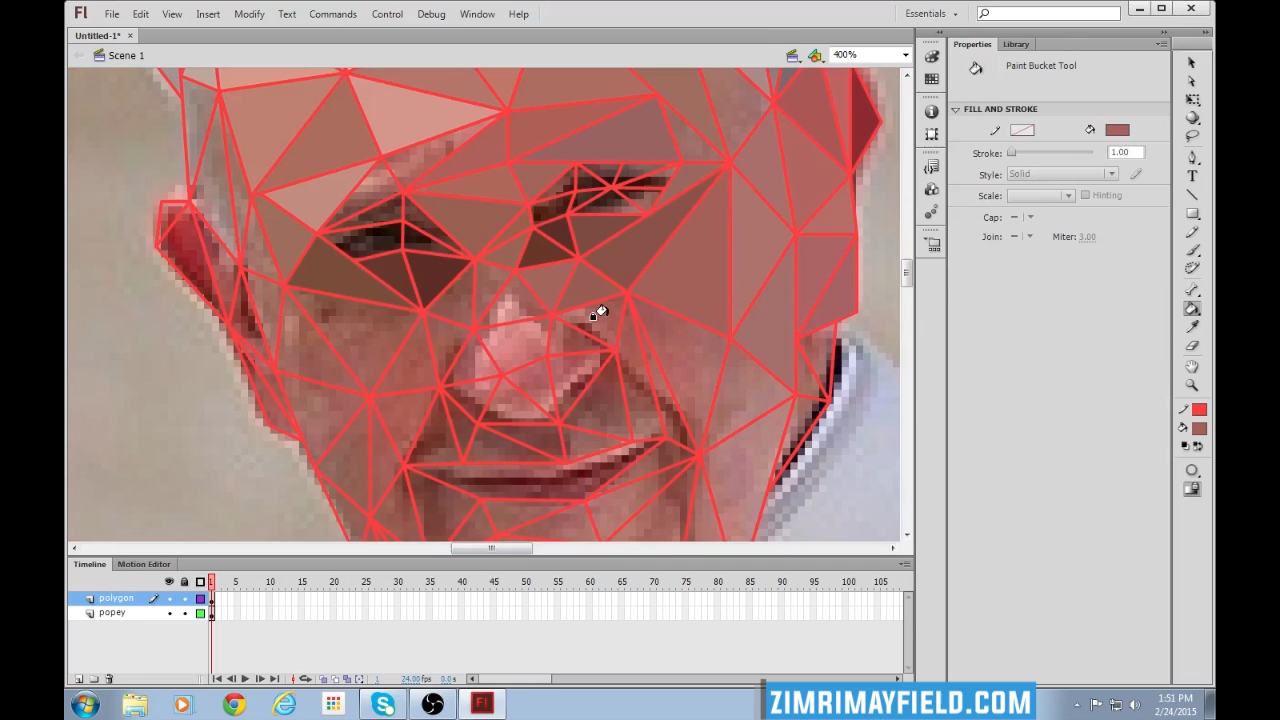 Fl File Edit View Insert Modify Text Commands Control Debug Window Help Essentials
Untitled-1* ×
Scene 1 400%
Properties Library
Paint Bucket Tool
FILL AND STROKE
Stroke: 1.00
Style: Solid
Scale: Hinting
Cap: Join: Miter: 3.00
Timeline Motion Editor
1 5 10 15 20 25 30 35 40 45 50 55 60 65 70 75 80 85 90 95 100 105
polygon
popey
1 24.00 fps 0.0 s
ZIMRIMAYFIELD.COM
1:51 PM
2/24/2015